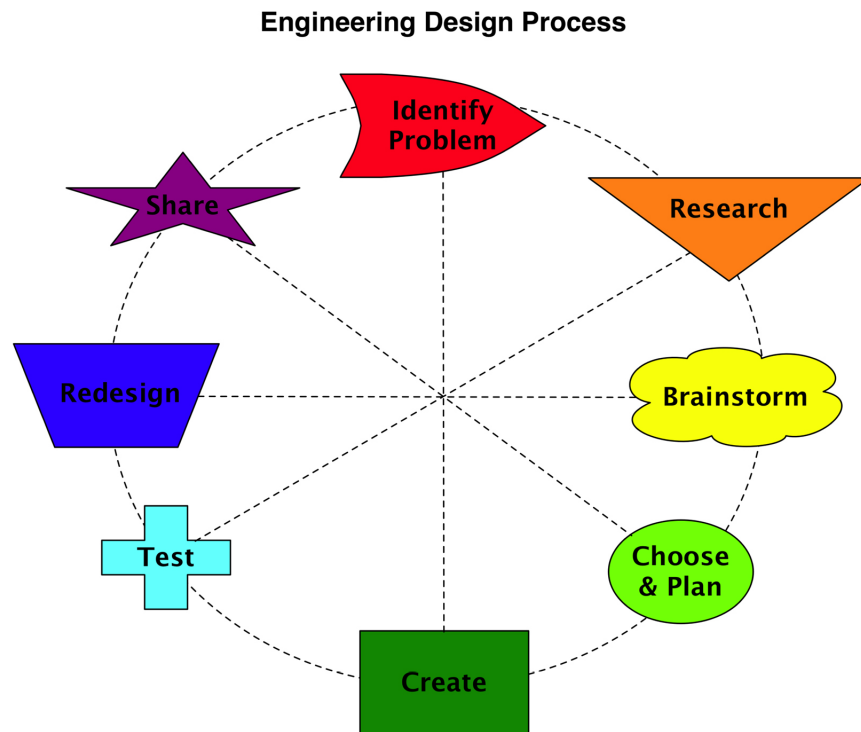 Engineering Design Process
Identify
Problem
Research
Brainstorm
Choose
& Plan
Create
Test
Redesign
Share